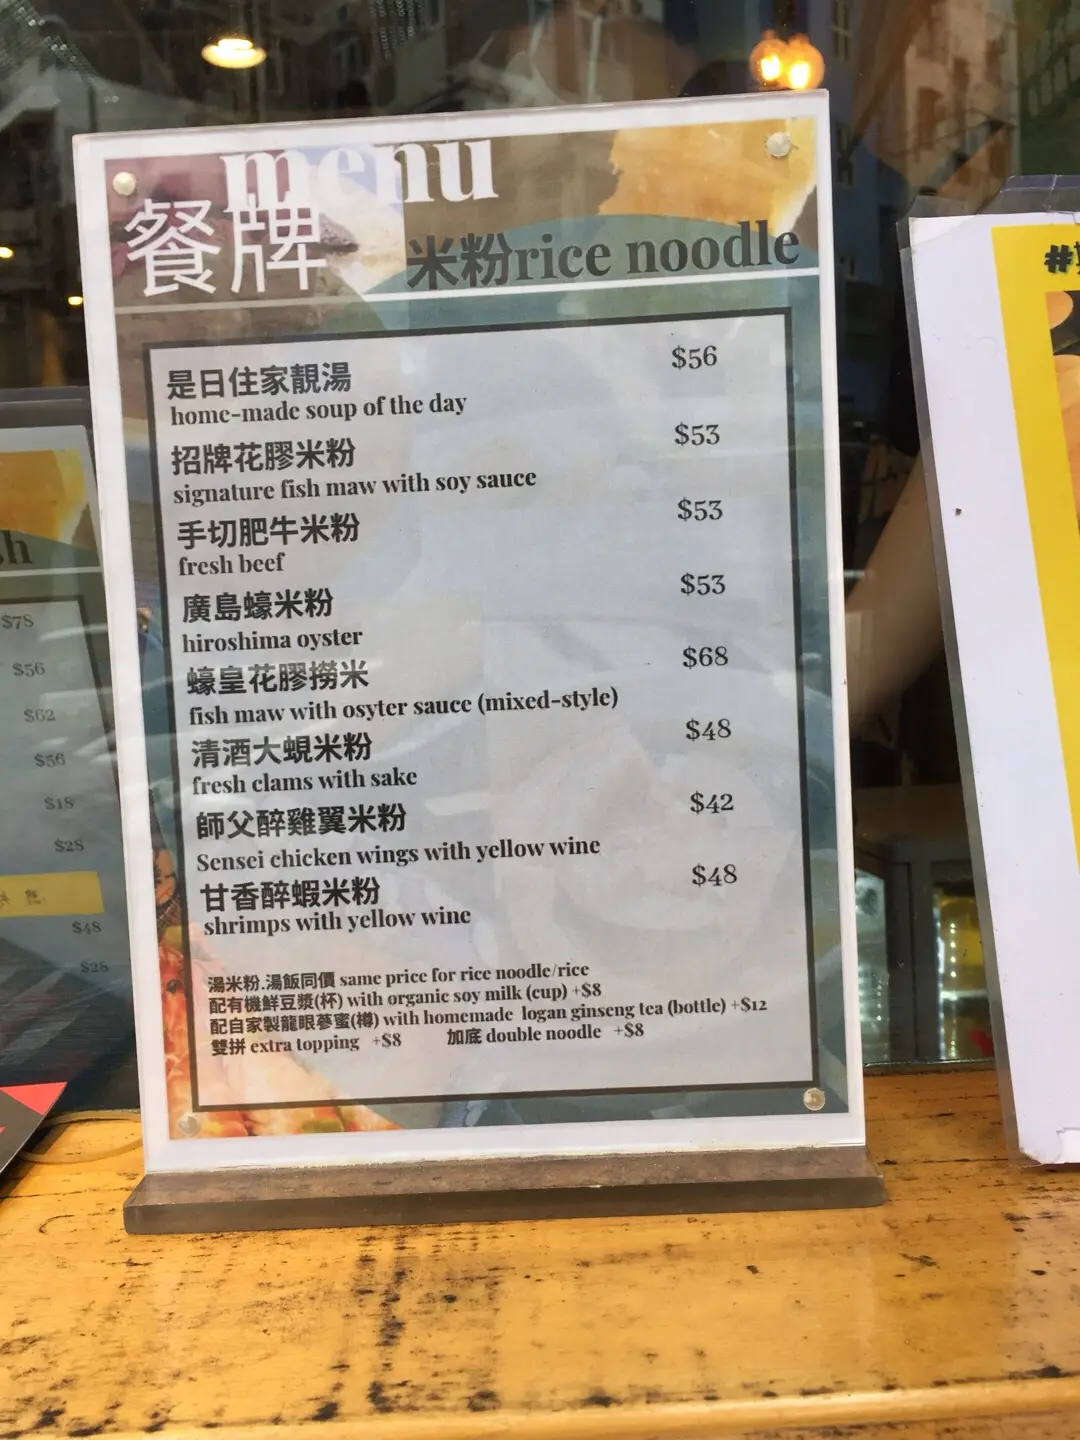 menu
餐牌
米粉rice noodle
是日住家靚湯 $56
home-made soup of the day
招牌花膠米粉 $53
signature fish maw with soy sauce
手切肥牛米粉 $53
fresh beef
廣島蠔米粉 $53
hiroshima oyster
蠔皇花膠撈米 $68
fish maw with osyter sauce (mixed-style)
清酒大蜆米粉 $48
fresh clams with sake
師父醉雞翼米粉 $42
Sensei chicken wings with yellow wine
甘香醉蝦米粉 $48
shrimps with yellow wine
湯米粉.湯飯同價 same price for rice noodle/rice
配有機鮮豆漿(杯) with organic soy milk (cup) +$8
配自家製龍眼蔘蜜(樽) with homemade logan ginseng tea (bottle) +$12
雙拼 extra topping +$8 加底 double noodle +$8
$78
$56
$62
$56
$18
$28
$48
$28